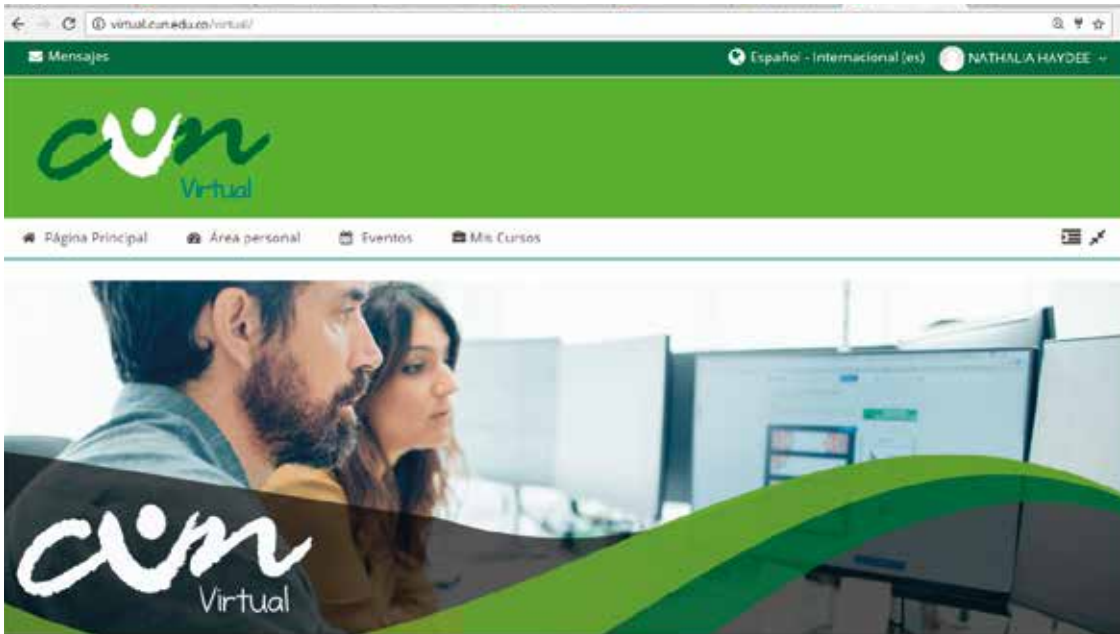 virtual.cun.edu.co/virtual/
Mensajes
Español - Internacional (es)
NATHALIA HAYDEE
cun
Virtual
Página Principal
Área personal
Eventos
Mis Cursos
cun
Virtual